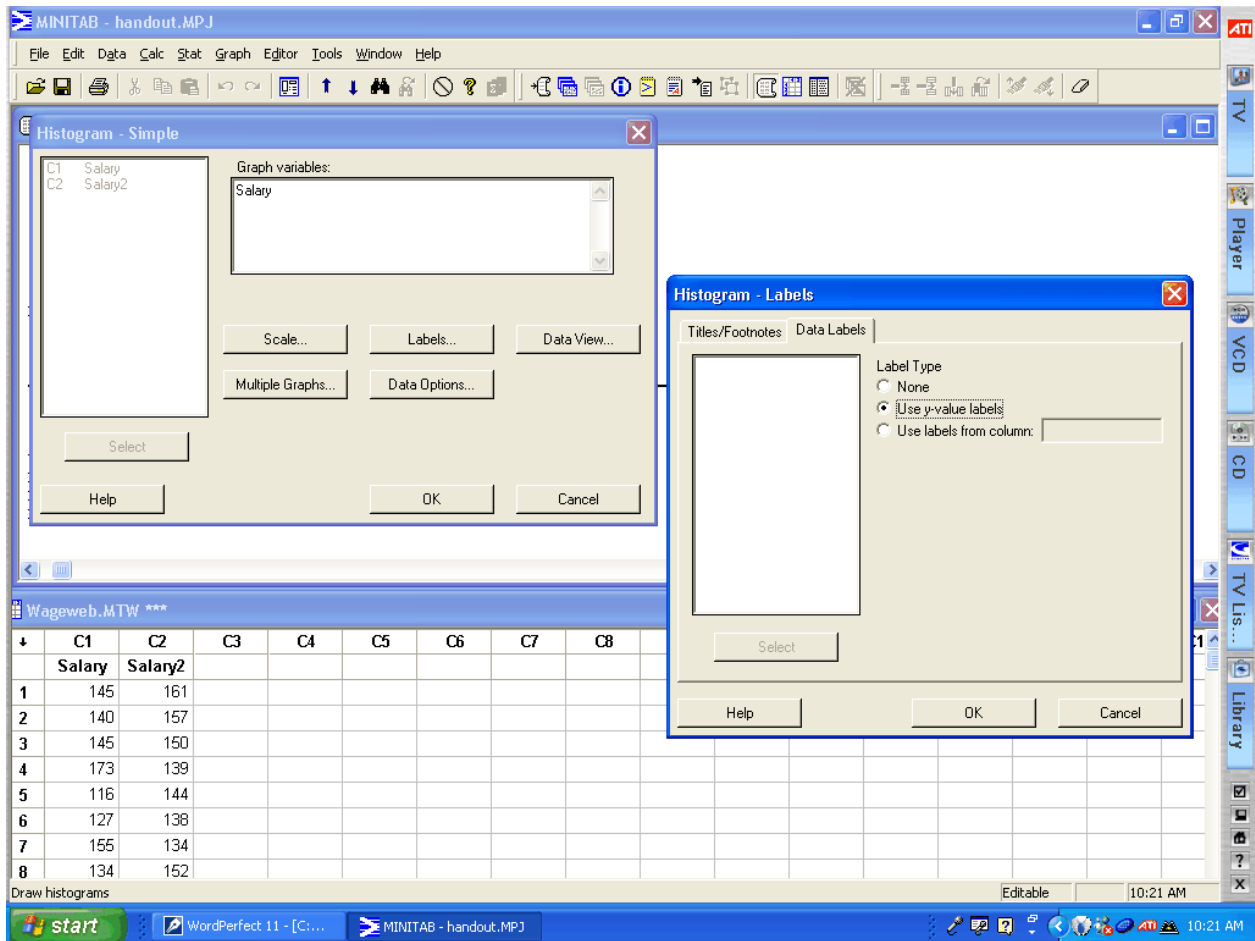 MINITAB - handout.MPJ
File Edit Data Calc Stat Graph Editor Tools Window Help
Histogram - Simple
C1 Salary
C2 Salary2
Graph variables:
Salary
Scale... Labels... Data View...
Multiple Graphs... Data Options...
Select
Help OK Cancel
Histogram - Labels
Titles/Footnotes Data Labels
Label Type
None
Use y-value labels
Use labels from column:
Select
Help OK Cancel
Wageweb.MTW ***
C1 C2 C3 C4 C5 C6 C7 C8
Salary Salary2
1 145 161
2 140 157
3 145 150
4 173 139
5 116 144
6 127 138
7 155 134
8 134 152
Draw histograms Editable 10:21 AM
start WordPerfect 11 - [C:... MINITAB - handout.MPJ 10:21 AM
ATI
TV
Player
VCD
CD
TV Lis...
Library